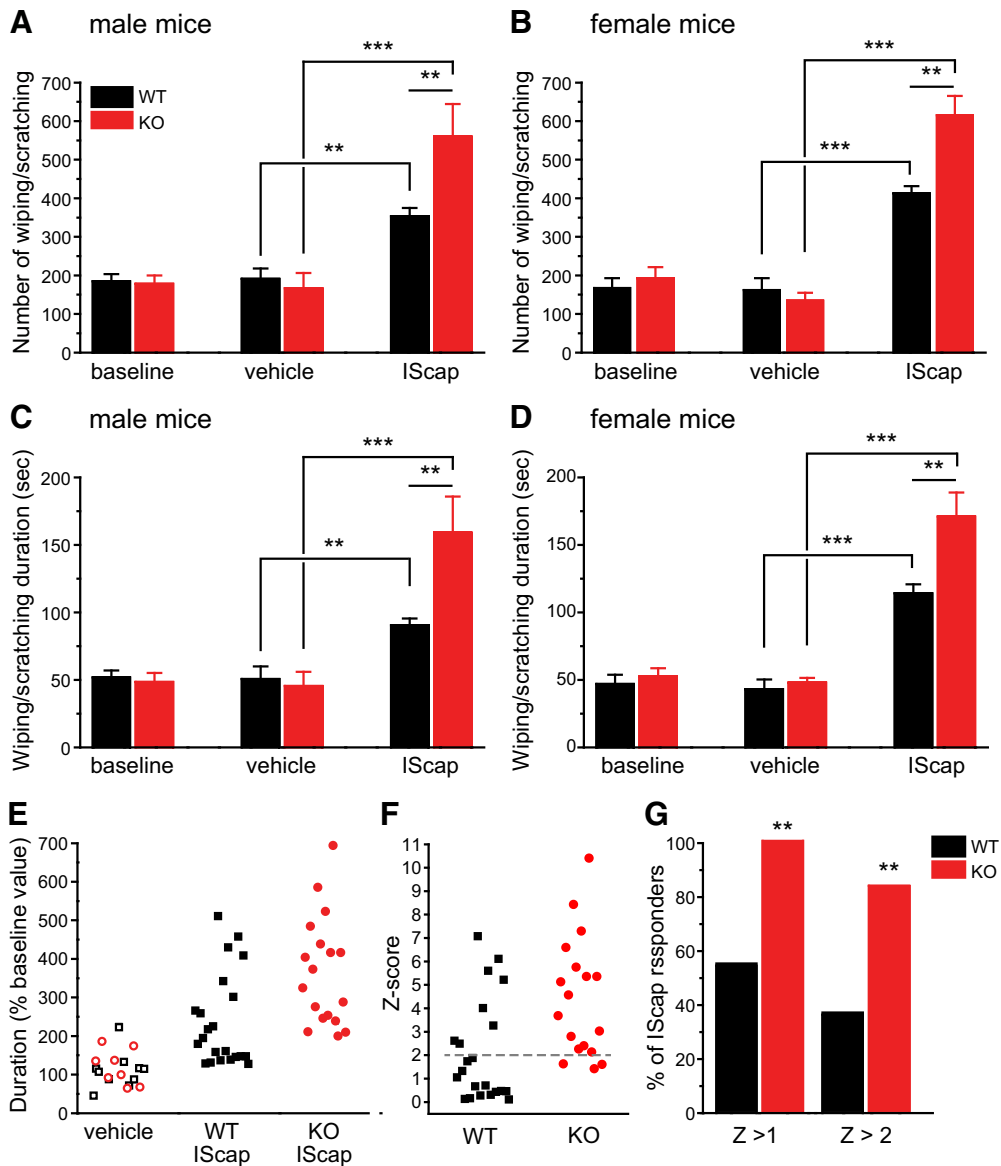 A male mice
B female mice
Number of wiping/scratching
700
600
500
400
300
200
100
0
WT
KO
**
***
**
baseline vehicle IScap
Number of wiping/scratching
700
600
500
400
300
200
100
0
***
***
**
baseline vehicle IScap
C male mice
D female mice
Wiping/scratching duration (sec)
200
150
100
50
0
**
***
**
baseline vehicle IScap
Wiping/scratching duration (sec)
200
150
100
50
0
***
***
**
baseline vehicle IScap
E
Duration (% baseline value)
700
600
500
400
300
200
100
0
vehicle WT KO
IScap IScap
F
Z-score
11
10
9
8
7
6
5
4
3
2
1
0
WT KO
G
% of IScap rssponders
100
80
60
40
20
0
**
**
WT
KO
Z >1 Z > 2